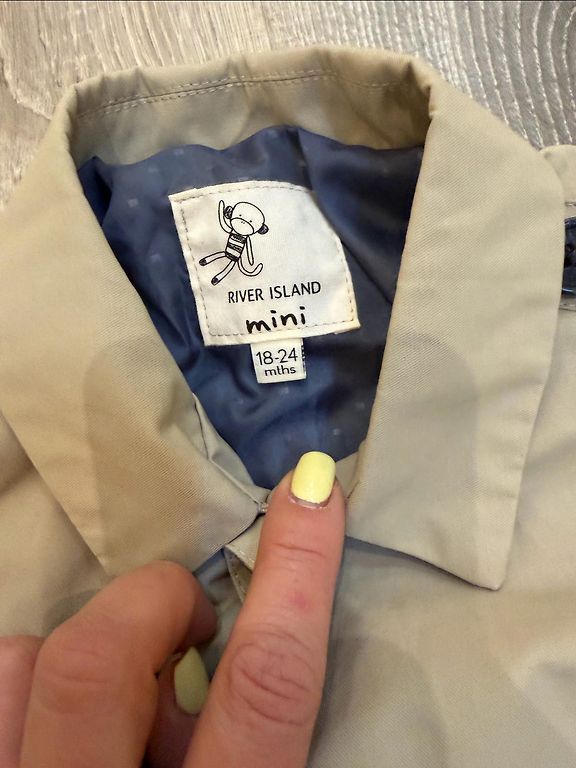 RIVER ISLAND
mini
18-24
mths